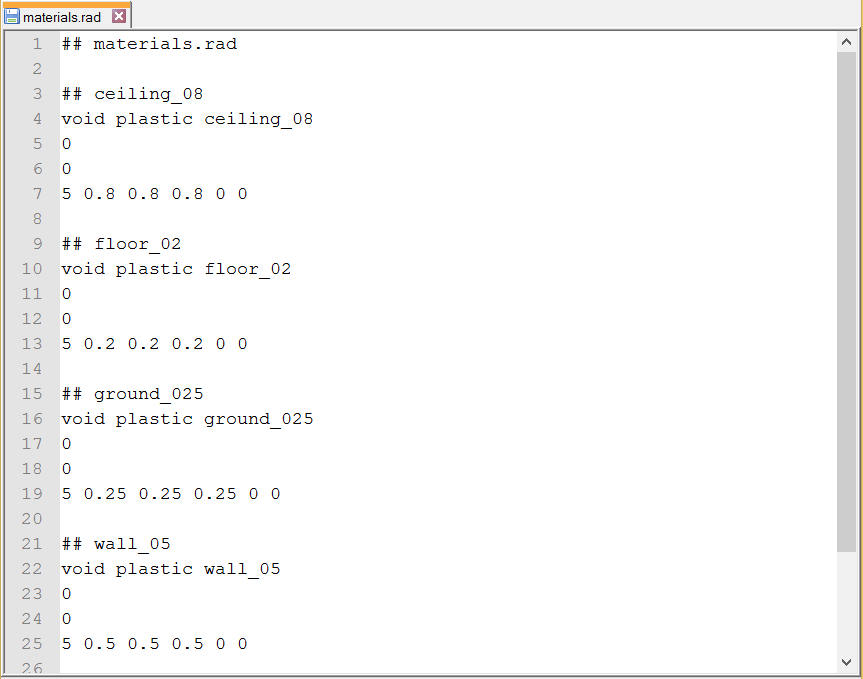 materials.rad
1 ## materials.rad
2
3 ## ceiling_08
4 void plastic ceiling_08
5 0
6 0
7 5 0.8 0.8 0.8 0 0
8
9 ## floor_02
10 void plastic floor_02
11 0
12 0
13 5 0.2 0.2 0.2 0 0
14
15 ## ground_025
16 void plastic ground_025
17 0
18 0
19 5 0.25 0.25 0.25 0 0
20
21 ## wall_05
22 void plastic wall_05
23 0
24 0
25 5 0.5 0.5 0.5 0 0
26